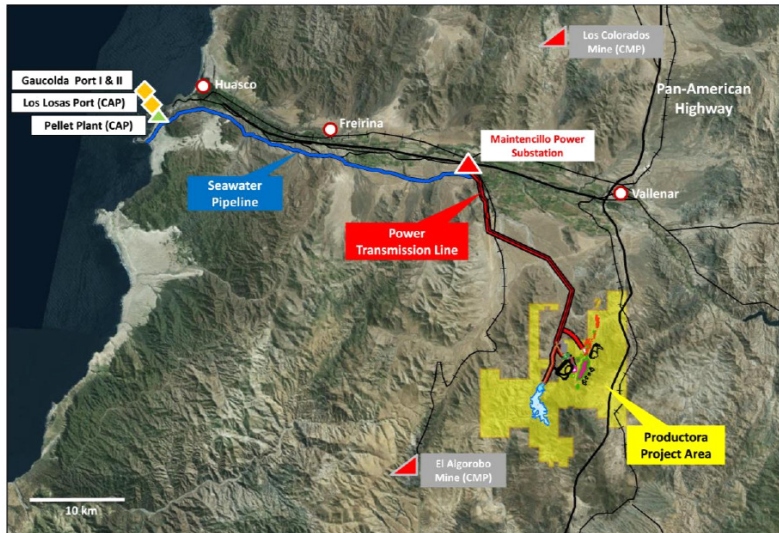 Los Colorados
Mine (CMP)
Pan-American
Highway
Gaucolda Port I & II
Los Losas Port (CAP)
Pellet Plant (CAP)
Huasco
Freirina
Maintencillo Power
Substation
Vallenar
Seawater
Pipeline
Power
Transmission Line
Productora
Project Area
El Algorobo
Mine (CMP)
10 km